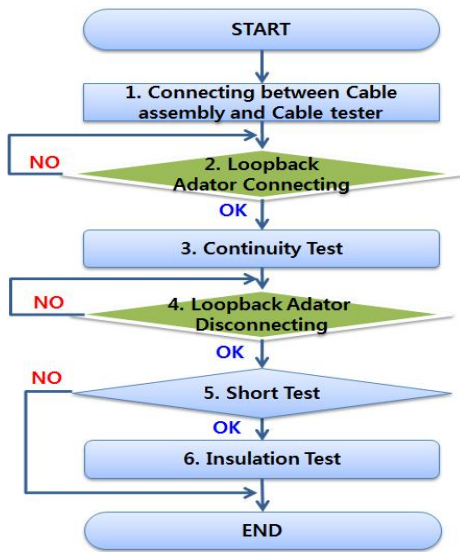 START
1. Connecting between Cable
assembly and Cable tester
NO
2. Loopback
Adator Connecting
OK
3. Continuity Test
NO
4. Loopback Adator
Disconnecting
OK
NO
5. Short Test
OK
6. Insulation Test
END